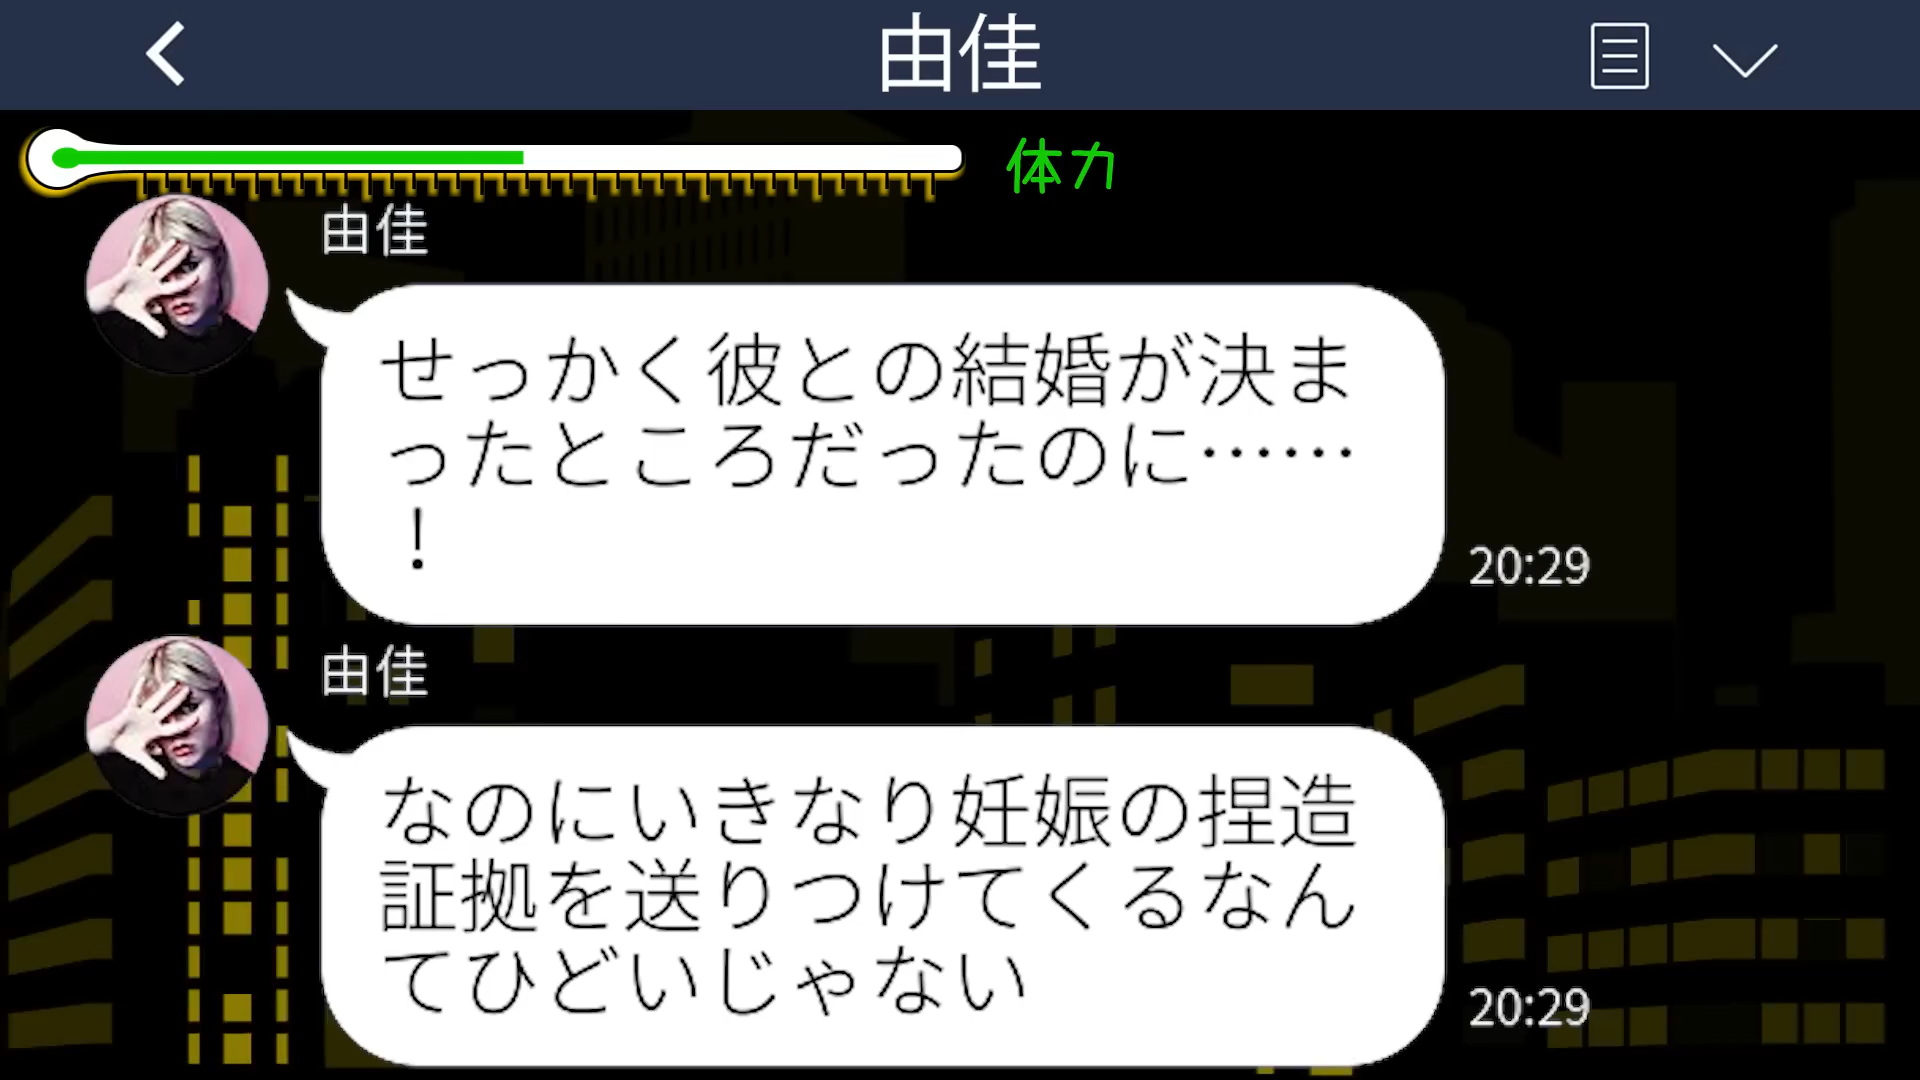 由佳
体力
由佳
せっかく彼との結婚が決ま
ったところだったのに……
！
20:29
由佳
なのにいきなり妊娠の捏造
証拠を送りつけてくるなん
てひどいじゃない
20:29